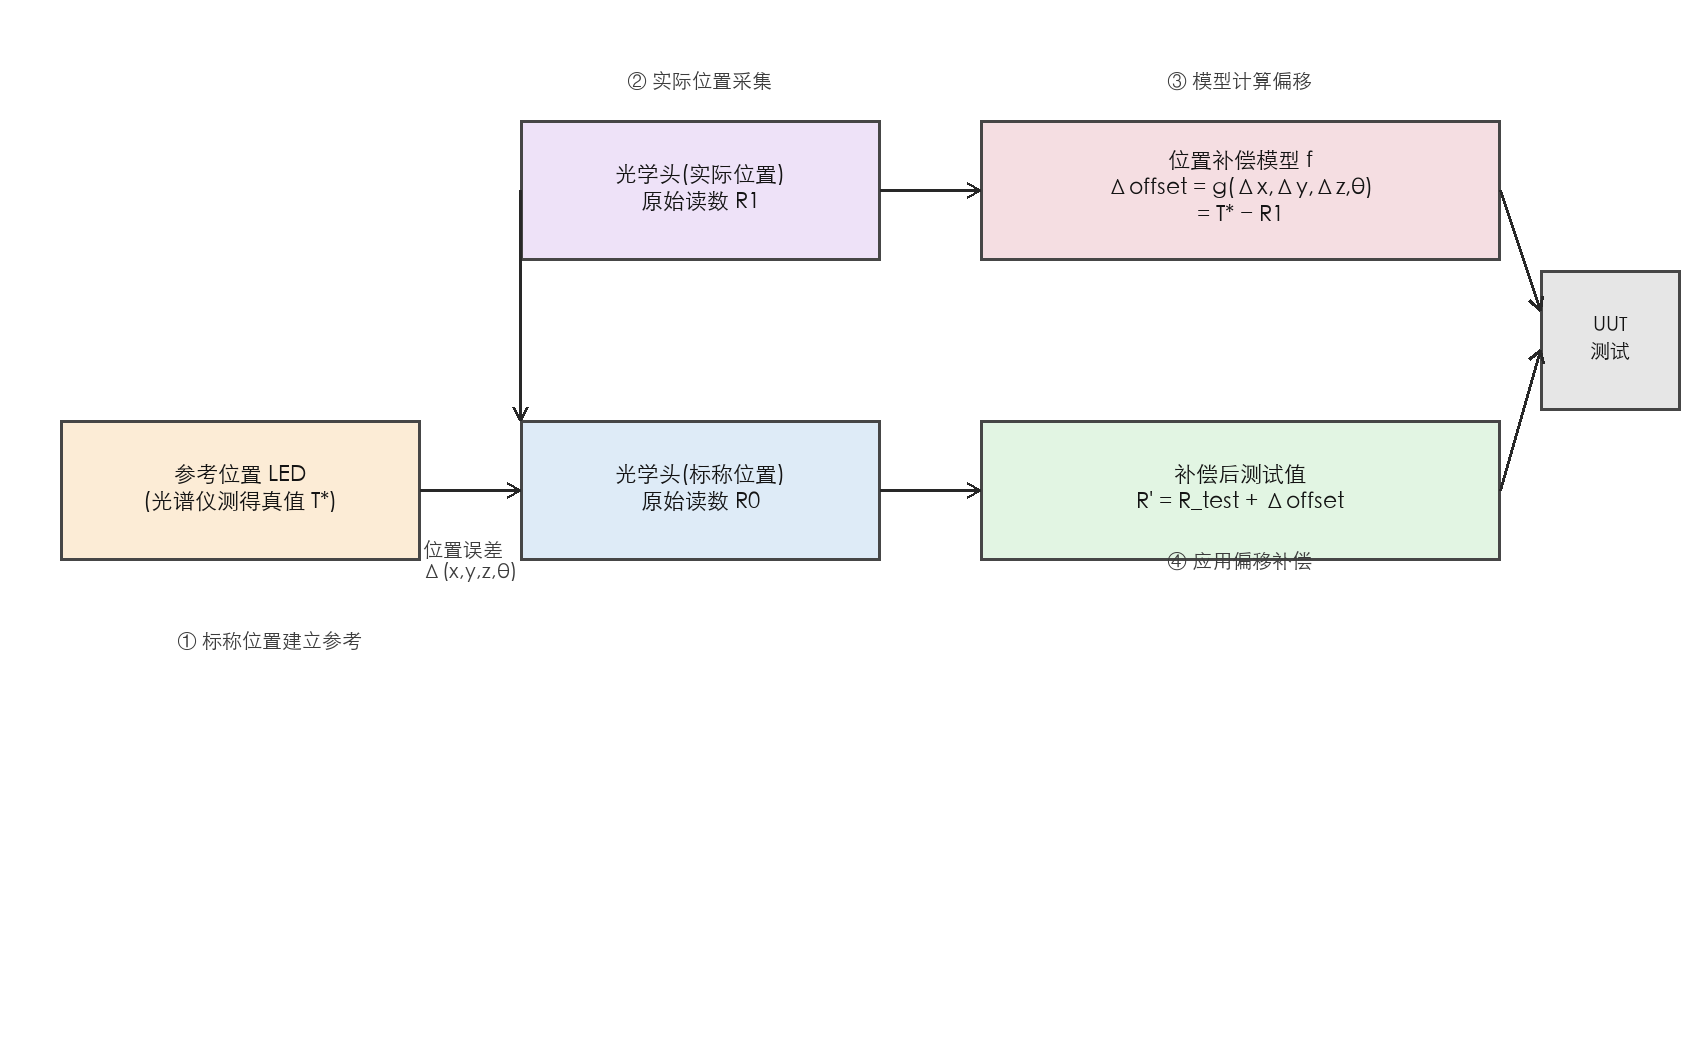 ② 实际位置采集
③ 模型计算偏移
光学头(实际位置)
原始读数 R1
位置补偿模型 f
Δoffset = g(Δx,Δy,Δz,θ)
= T* − R1
UUT
测试
参考位置 LED
(光谱仪测得真值 T*)
位置误差
Δ(x,y,z,θ)
光学头(标称位置)
原始读数 R0
补偿后测试值
R' = R_test + Δoffset
④ 应用偏移补偿
① 标称位置建立参考